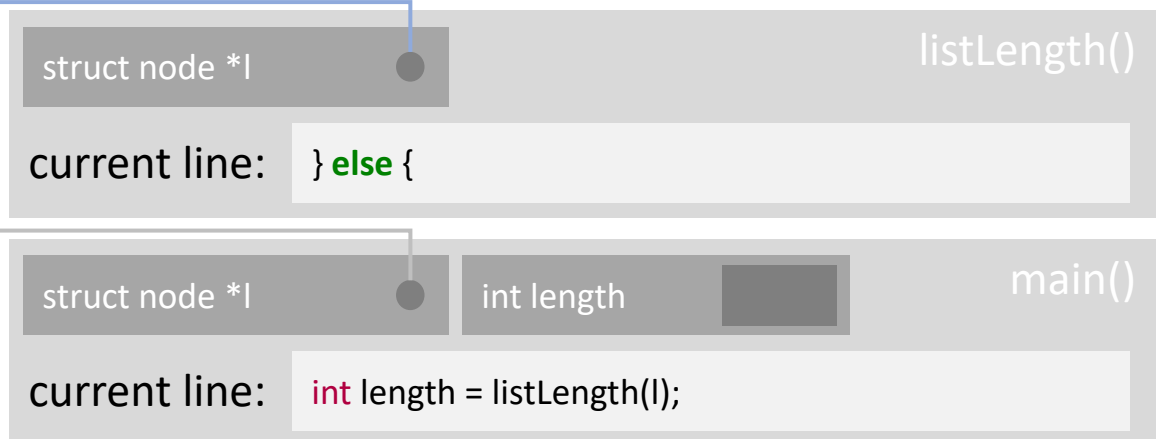 listLength()
struct node *l
current line: } else {
main()
struct node *l int length
current line: int length = listLength(l);